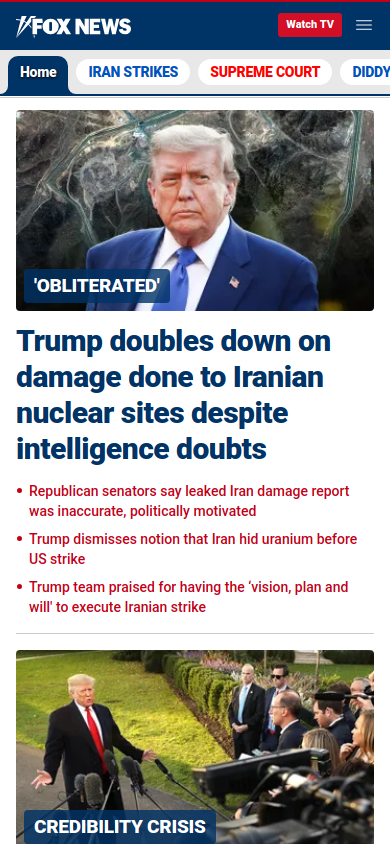 FOX NEWS
Watch TV
Home
IRAN STRIKES
SUPREME COURT
DIDDY
'OBLITERATED'
Trump doubles down on
damage done to Iranian
nuclear sites despite
intelligence doubts
• Republican senators say leaked Iran damage report
was inaccurate, politically motivated
• Trump dismisses notion that Iran hid uranium before
US strike
• Trump team praised for having the ‘vision, plan and
will' to execute Iranian strike
CREDIBILITY CRISIS